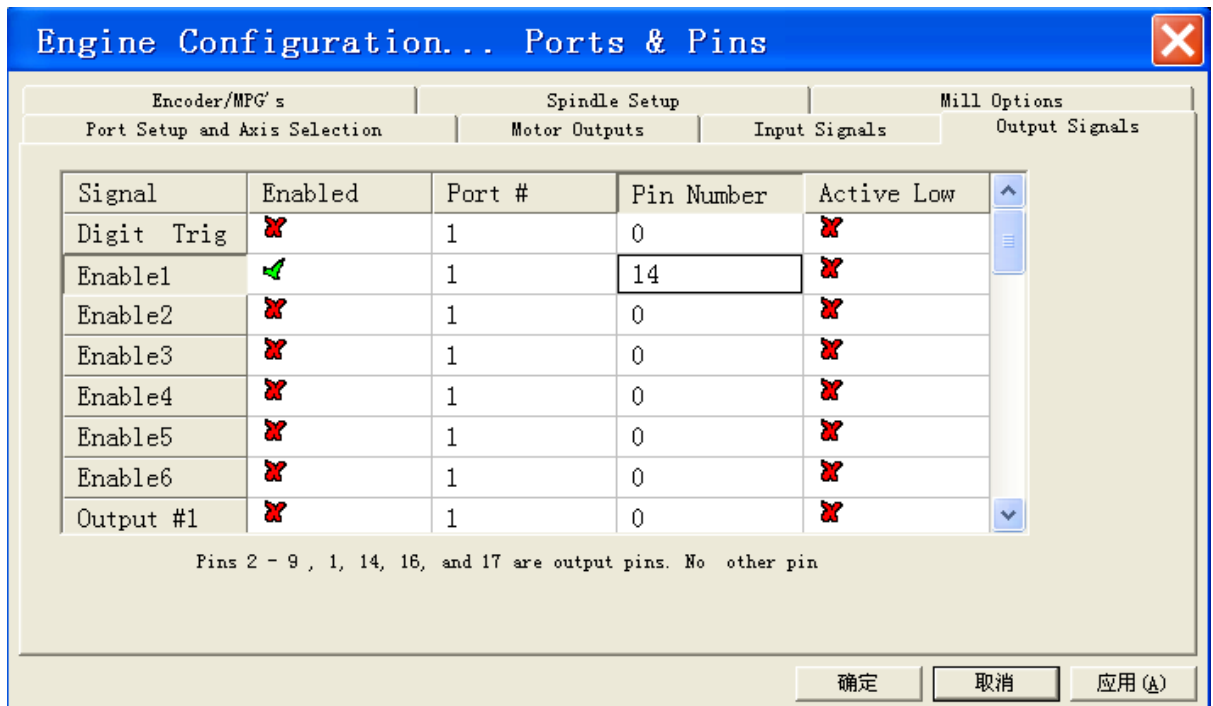 Engine Configuration... Ports & Pins
Encoder/MPG's Spindle Setup Mill Options
Port Setup and Axis Selection Motor Outputs Input Signals Output Signals
Signal Enabled Port # Pin Number Active Low
Digit Trig 1 0
Enable1 1 14
Enable2 1 0
Enable3 1 0
Enable4 1 0
Enable5 1 0
Enable6 1 0
Output #1 1 0
Pins 2 - 9 , 1, 14, 16, and 17 are output pins. No other pin
确定 取消 应用(A)